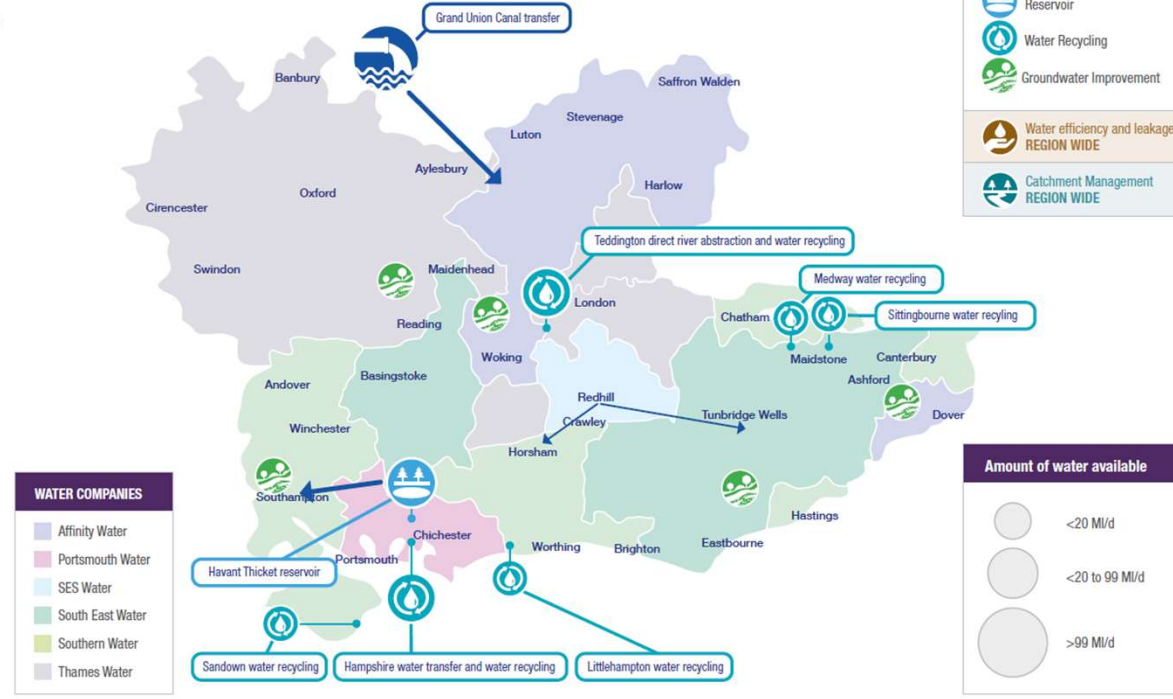 Grand Union Canal transfer
Reservoir
Water Recycling
Groundwater Improvement
Water efficiency and leakage
REGION WIDE
Catchment Management
REGION WIDE
Banbury
Saffron Walden
Stevenage
Luton
Aylesbury
Harlow
Oxford
Cirencester
Teddington direct river abstraction and water recycling
Swindon
Maidenhead
Medway water recycling
London
Chatham
Sittingbourne water recyling
Reading
Woking
Maidstone
Canterbury
Andover
Basingstoke
Ashford
Redhill
Dover
Winchester
Crawley
Tunbridge Wells
Horsham
Southampton
Hastings
Chichester
Worthing
Brighton
Eastbourne
Portsmouth
Havant Thicket reservoir
Sandown water recycling
Hampshire water transfer and water recycling
Littlehampton water recycling
WATER COMPANIES
Affinity Water
Portsmouth Water
SES Water
South East Water
Southern Water
Thames Water
Amount of water available
<20 Ml/d
<20 to 99 Ml/d
>99 Ml/d